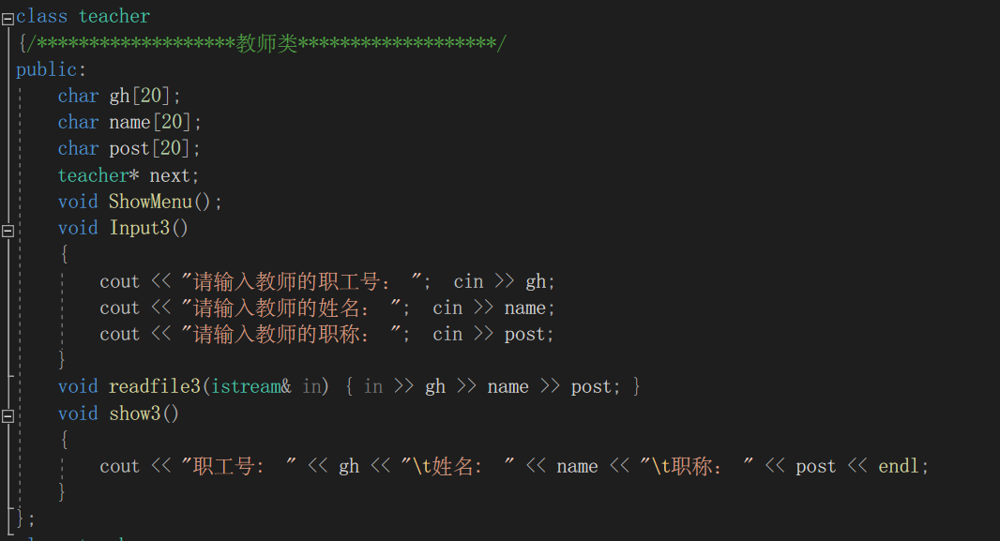 class teacher
{/*******************教师类*******************/
public:
    char gh[20];
    char name[20];
    char post[20];
    teacher* next;
    void ShowMenu();
    void Input3()
    {
        cout << "请输入教师的职工号： ";  cin >> gh;
        cout << "请输入教师的姓名： ";  cin >> name;
        cout << "请输入教师的职称： ";  cin >> post;
    }
    void readfile3(istream& in) { in >> gh >> name >> post; }
    void show3()
    {
        cout << "职工号:  " << gh << "\t姓名:  " << name << "\t职称： " << post << endl;
    }
};